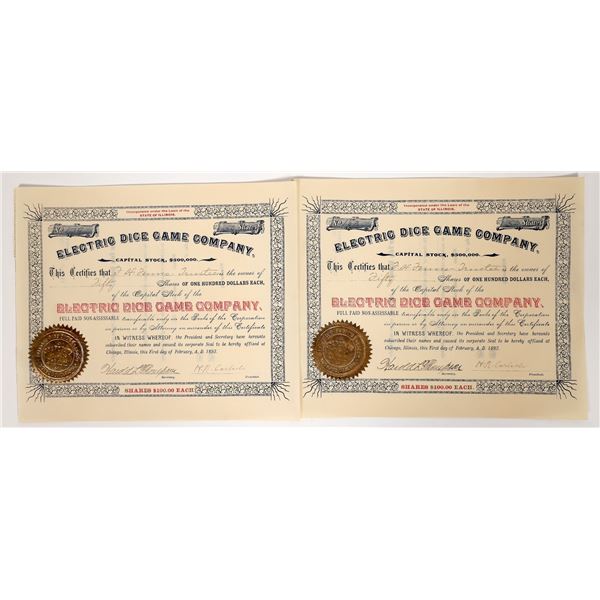 Incorporated under the Laws of the
STATE OF ILLINOIS.
ELECTRIC DICE GAME COMPANY,
CAPITAL STOCK, $500,000.
This Certifies that Trustee is the owner of
Fifty Shares OF ONE HUNDRED DOLLARS EACH,
of the Capital Stock of the
ELECTRIC DICE GAME COMPANY.
FULL PAID NON-ASSESSABLE transferable only on the Books of the Corporation
in person or by Attorney on surrender of this Certificate
IN WITNESS WHEREOF, the President and Secretary have hereunto
subscribed their names and caused its corporate Seal to be hereby affixed at
Chicago, Illinois, this First day of February, A. D. 1893.
Secretary.
President.
SHARES $100.00 EACH.
Incorporated under the Laws of the
STATE OF ILLINOIS.
Shares
ELECTRIC DICE GAME COMPANY,
CAPITAL STOCK, $500,000.
This Certifies that Trustee is the owner of
Fifty Shares OF ONE HUNDRED DOLLARS EACH,
of the Capital Stock of the
ELECTRIC DICE GAME COMPANY.
FULL PAID NON-ASSESSABLE transferable only on the Books of the Corporation
in person or by Attorney on surrender of this Certificate
IN WITNESS WHEREOF, the President and Secretary have hereunto
subscribed their names and caused its corporate Seal to be hereby affixed at
Chicago, Illinois, this First day of February, A. D. 1893.
Secretary.
President.
SHARES $100.00 EACH.